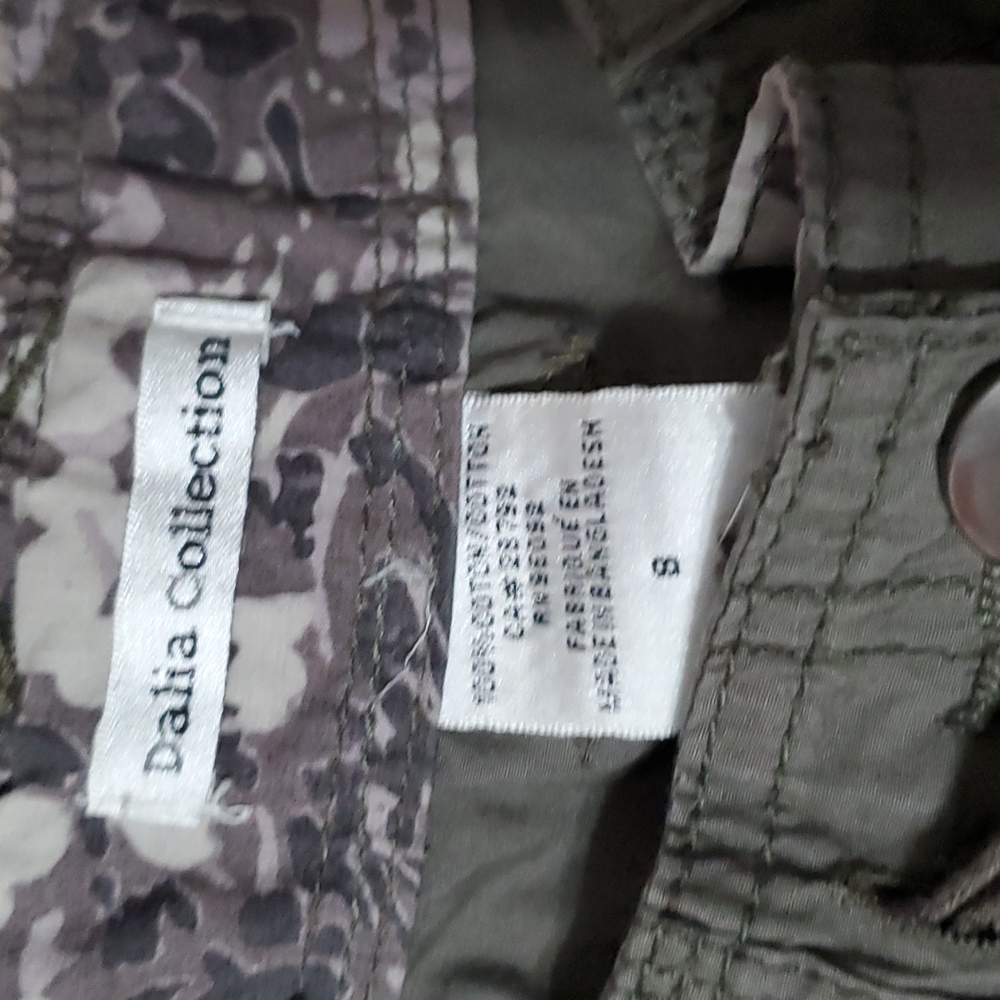 Dalia Collection
100% COTTON/COTTON
FABRIQUÉ EN
MADE IN BANGLADESH
8